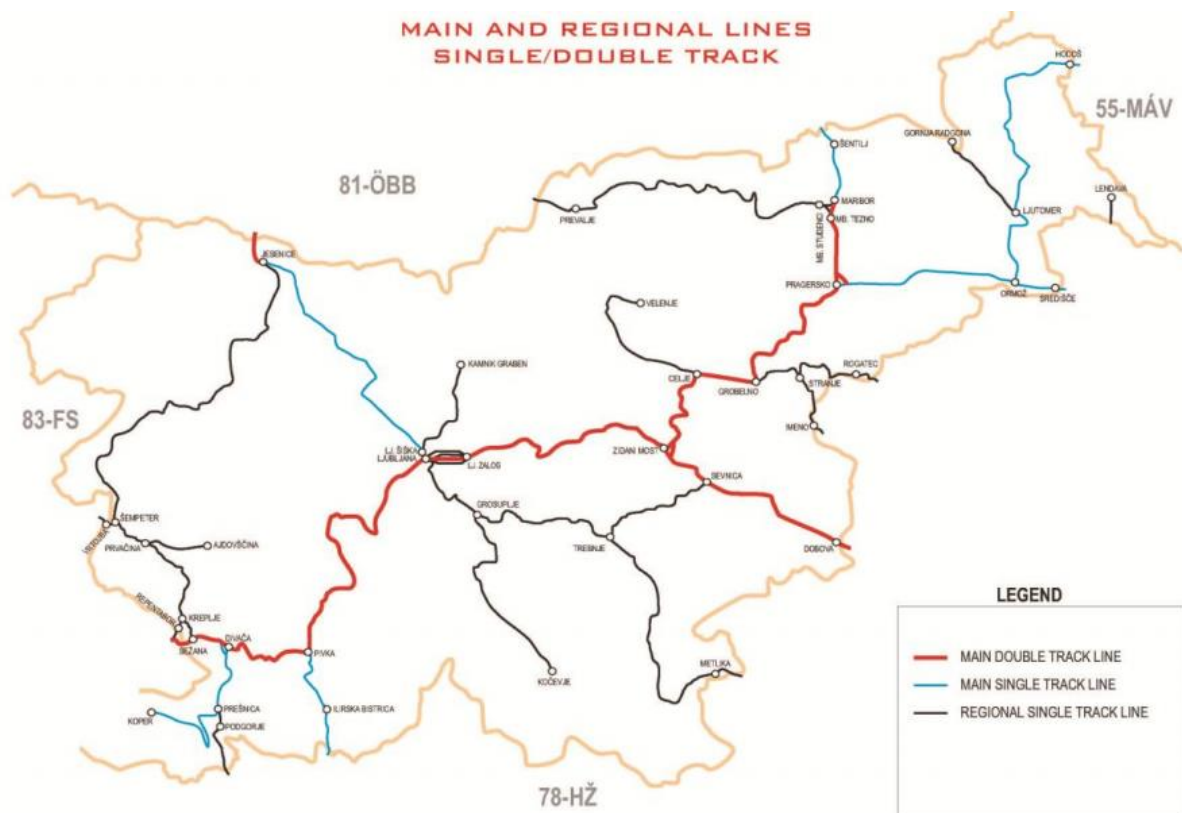 MAIN AND REGIONAL LINES
SINGLE/DOUBLE TRACK
HODOŠ
55-MÁV
GORNJA RADGONA
ŠENTILJ
81-ÖBB
LENDAVA
PREVALJE
MARIBOR
MB. TEZNO
LJUTOMER
MB. STUDENCI
JESENICE
PRAGERSKO
ORMOŽ
SREDIŠČE
VELENJE
KAMNIK GRABEN
ROGATEC
CELJE
GROBELNO
STRANJE
83-FS
IMENO
LJ. ŠIŠKA
LJUBLJANA
LJ. ZALOG
ZIDANI MOST
SEVNICA
GROSUPLJE
ŠEMPETER
VRTOJBA
PRVAČINA
AJDOVŠČINA
TREBNJE
DOBOVA
REPENTABOR
KREPLJE
SEŽANA
DIVAČA
PIVKA
KOČEVJE
METLIKA
KOPER
PREŠNICA
PODGORJE
ILIRSKA BISTRICA
78-HŽ
LEGEND
MAIN DOUBLE TRACK LINE
MAIN SINGLE TRACK LINE
REGIONAL SINGLE TRACK LINE